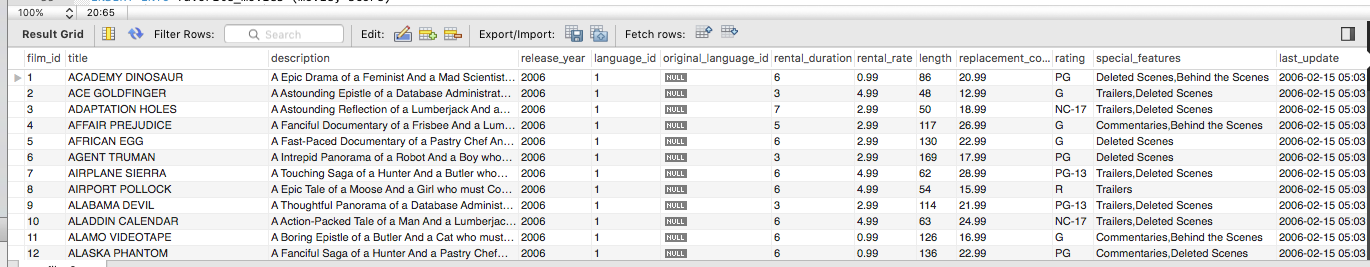 100% 20:65
Result Grid Filter Rows: Search Edit: Export/Import: Fetch rows:
film_id title description release_year language_id original_language_id rental_duration rental_rate length replacement_co... rating special_features last_update
1 ACADEMY DINOSAUR A Epic Drama of a Feminist And a Mad Scientist... 2006 1 NULL 6 0.99 86 20.99 PG Deleted Scenes,Behind the Scenes 2006-02-15 05:03
2 ACE GOLDFINGER A Astounding Epistle of a Database Administrat... 2006 1 NULL 3 4.99 48 12.99 G Trailers,Deleted Scenes 2006-02-15 05:03
3 ADAPTATION HOLES A Astounding Reflection of a Lumberjack And a... 2006 1 NULL 7 2.99 50 18.99 NC-17 Trailers,Deleted Scenes 2006-02-15 05:03
4 AFFAIR PREJUDICE A Fanciful Documentary of a Frisbee And a Lum... 2006 1 NULL 5 2.99 117 26.99 G Commentaries,Behind the Scenes 2006-02-15 05:03
5 AFRICAN EGG A Fast-Paced Documentary of a Pastry Chef An... 2006 1 NULL 6 2.99 130 22.99 G Deleted Scenes 2006-02-15 05:03
6 AGENT TRUMAN A Intrepid Panorama of a Robot And a Boy who... 2006 1 NULL 3 2.99 169 17.99 PG Deleted Scenes 2006-02-15 05:03
7 AIRPLANE SIERRA A Touching Saga of a Hunter And a Butler who... 2006 1 NULL 6 4.99 62 28.99 PG-13 Trailers,Deleted Scenes 2006-02-15 05:03
8 AIRPORT POLLOCK A Epic Tale of a Moose And a Girl who must Co... 2006 1 NULL 6 4.99 54 15.99 R Trailers 2006-02-15 05:03
9 ALABAMA DEVIL A Thoughtful Panorama of a Database Administ... 2006 1 NULL 3 2.99 114 21.99 PG-13 Trailers,Deleted Scenes 2006-02-15 05:03
10 ALADDIN CALENDAR A Action-Packed Tale of a Man And a Lumberjac... 2006 1 NULL 6 4.99 63 24.99 NC-17 Trailers,Deleted Scenes 2006-02-15 05:03
11 ALAMO VIDEOTAPE A Boring Epistle of a Butler And a Cat who must... 2006 1 NULL 6 0.99 126 16.99 G Commentaries,Behind the Scenes 2006-02-15 05:03
12 ALASKA PHANTOM A Fanciful Saga of a Hunter And a Pastry Chef... 2006 1 NULL 6 0.99 136 22.99 PG Commentaries,Deleted Scenes 2006-02-15 05:03